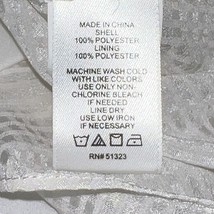 MADE IN CHINA
SHELL
100% POLYESTER
LINING
100% POLYESTER
MACHINE WASH COLD
WITH LIKE COLORS
USE ONLY NON-
CHLORINE BLEACH
IF NEEDED
LINE DRY
USE LOW IRON
IF NECESSARY
RN# 51323